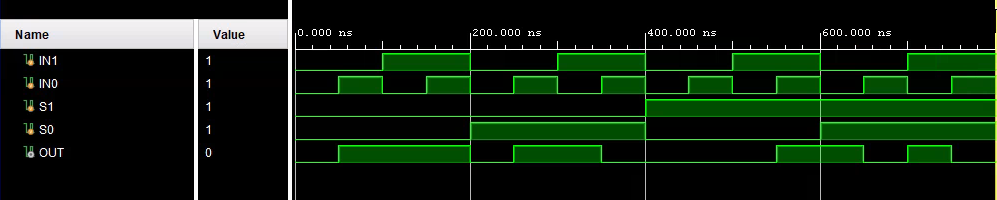 Name Value 0.000 ns 200.000 ns 400.000 ns 600.000 ns
IN1 1
IN0 1
S1 1
S0 1
OUT 0